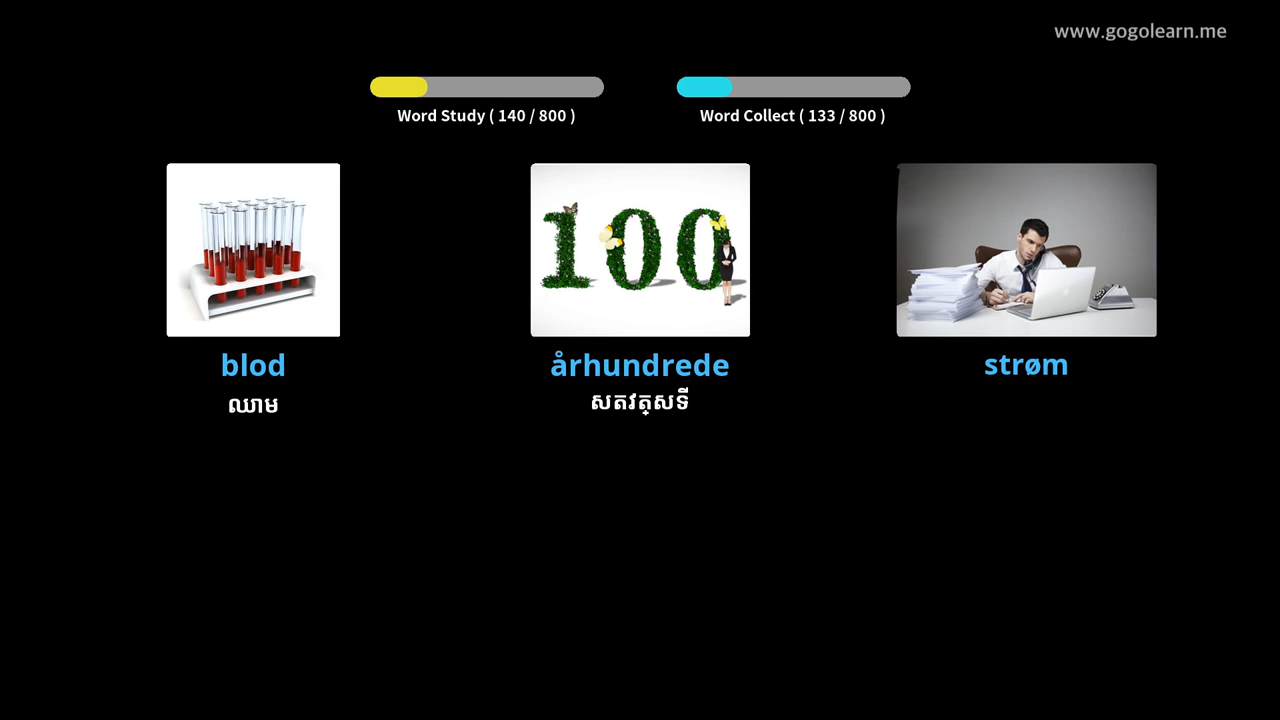 www.gogolearn.me
Word Study ( 140 / 800 )
Word Collect ( 133 / 800 )
blod
århundrede
strøm
ឈាម
សតវត្សទី